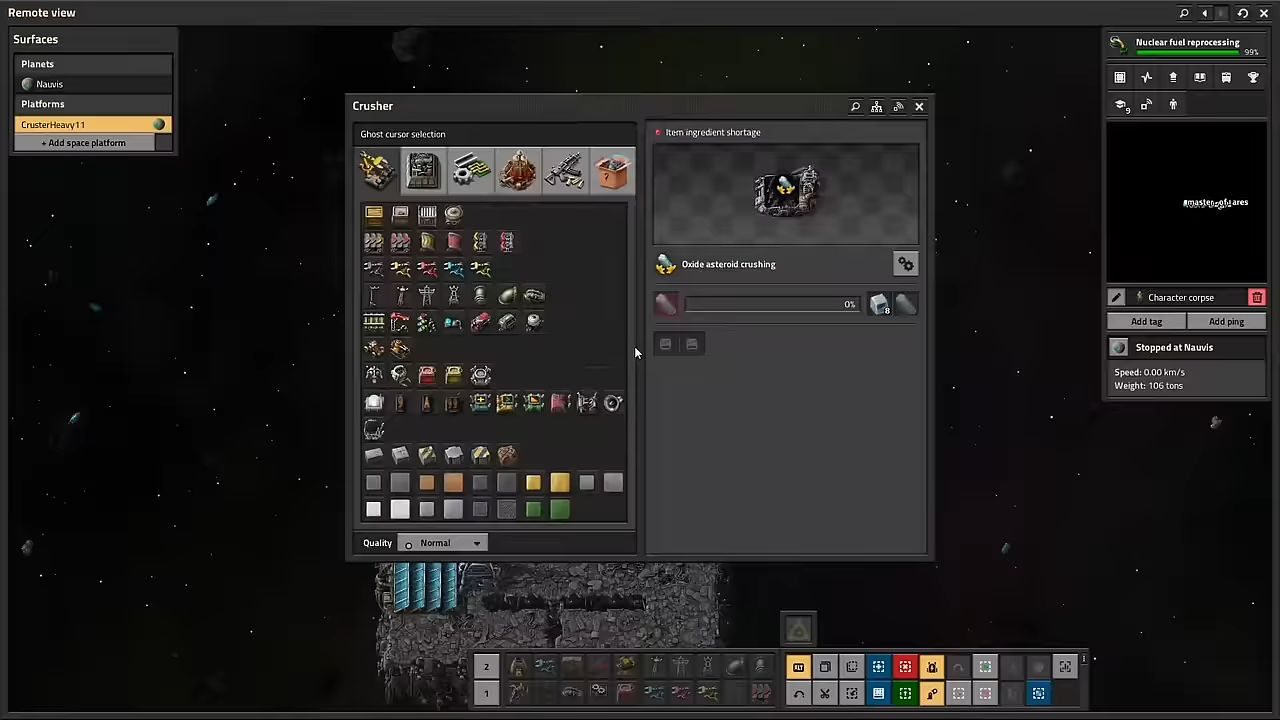 Remote view
Surfaces
Planets
Nauvis
Platforms
CrusterHeavy11
+ Add space platform
Crusher
Ghost cursor selection
Quality
Normal
Item ingredient shortage
Oxide asteroid crushing
0%
8
Nuclear fuel reprocessing
99%
9
Character corpse
Add tag
Add ping
Stopped at Nauvis
Speed: 0.00 km/s
Weight: 106 tons
2
ALT
1